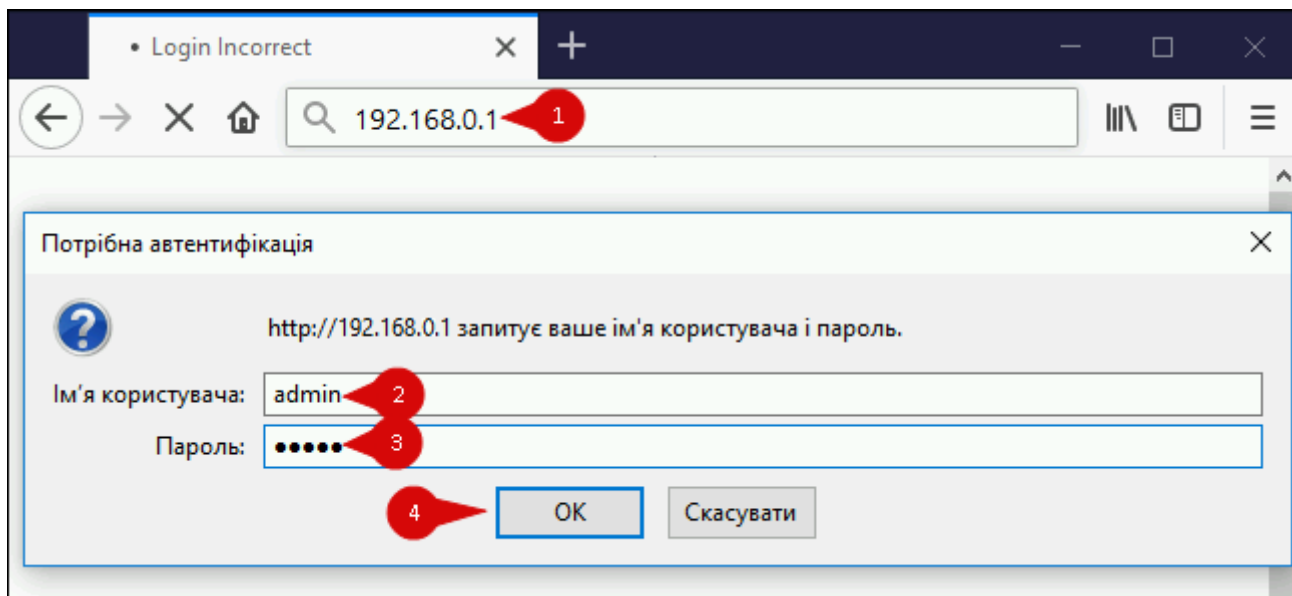 • Login Incorrect
192.168.0.1
1
Потрібна автентифікація
http://192.168.0.1 запитує ваше ім'я користувача і пароль.
Ім'я користувача: admin 2
Пароль: ••••• 3
4 OK Скасувати